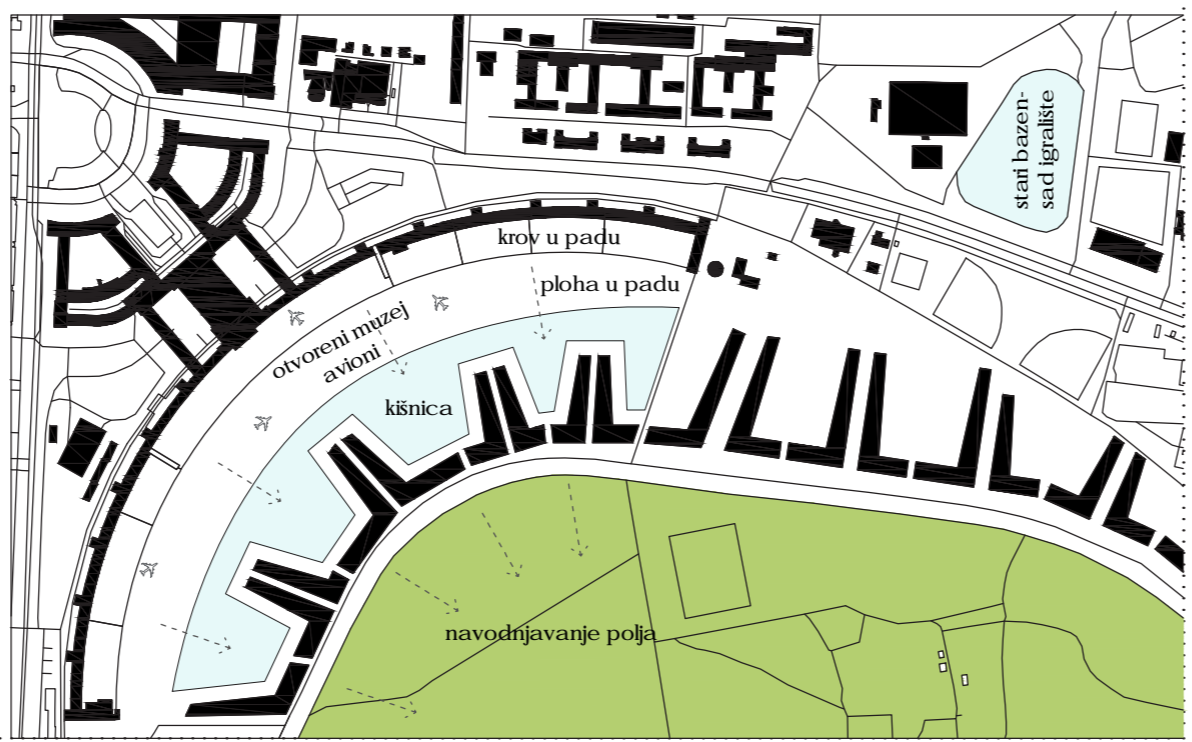 stari bazen-
sad igralište
krov u padu
ploha u padu
otvoreni muzej
avioni
kišnica
navodnjavanje polja